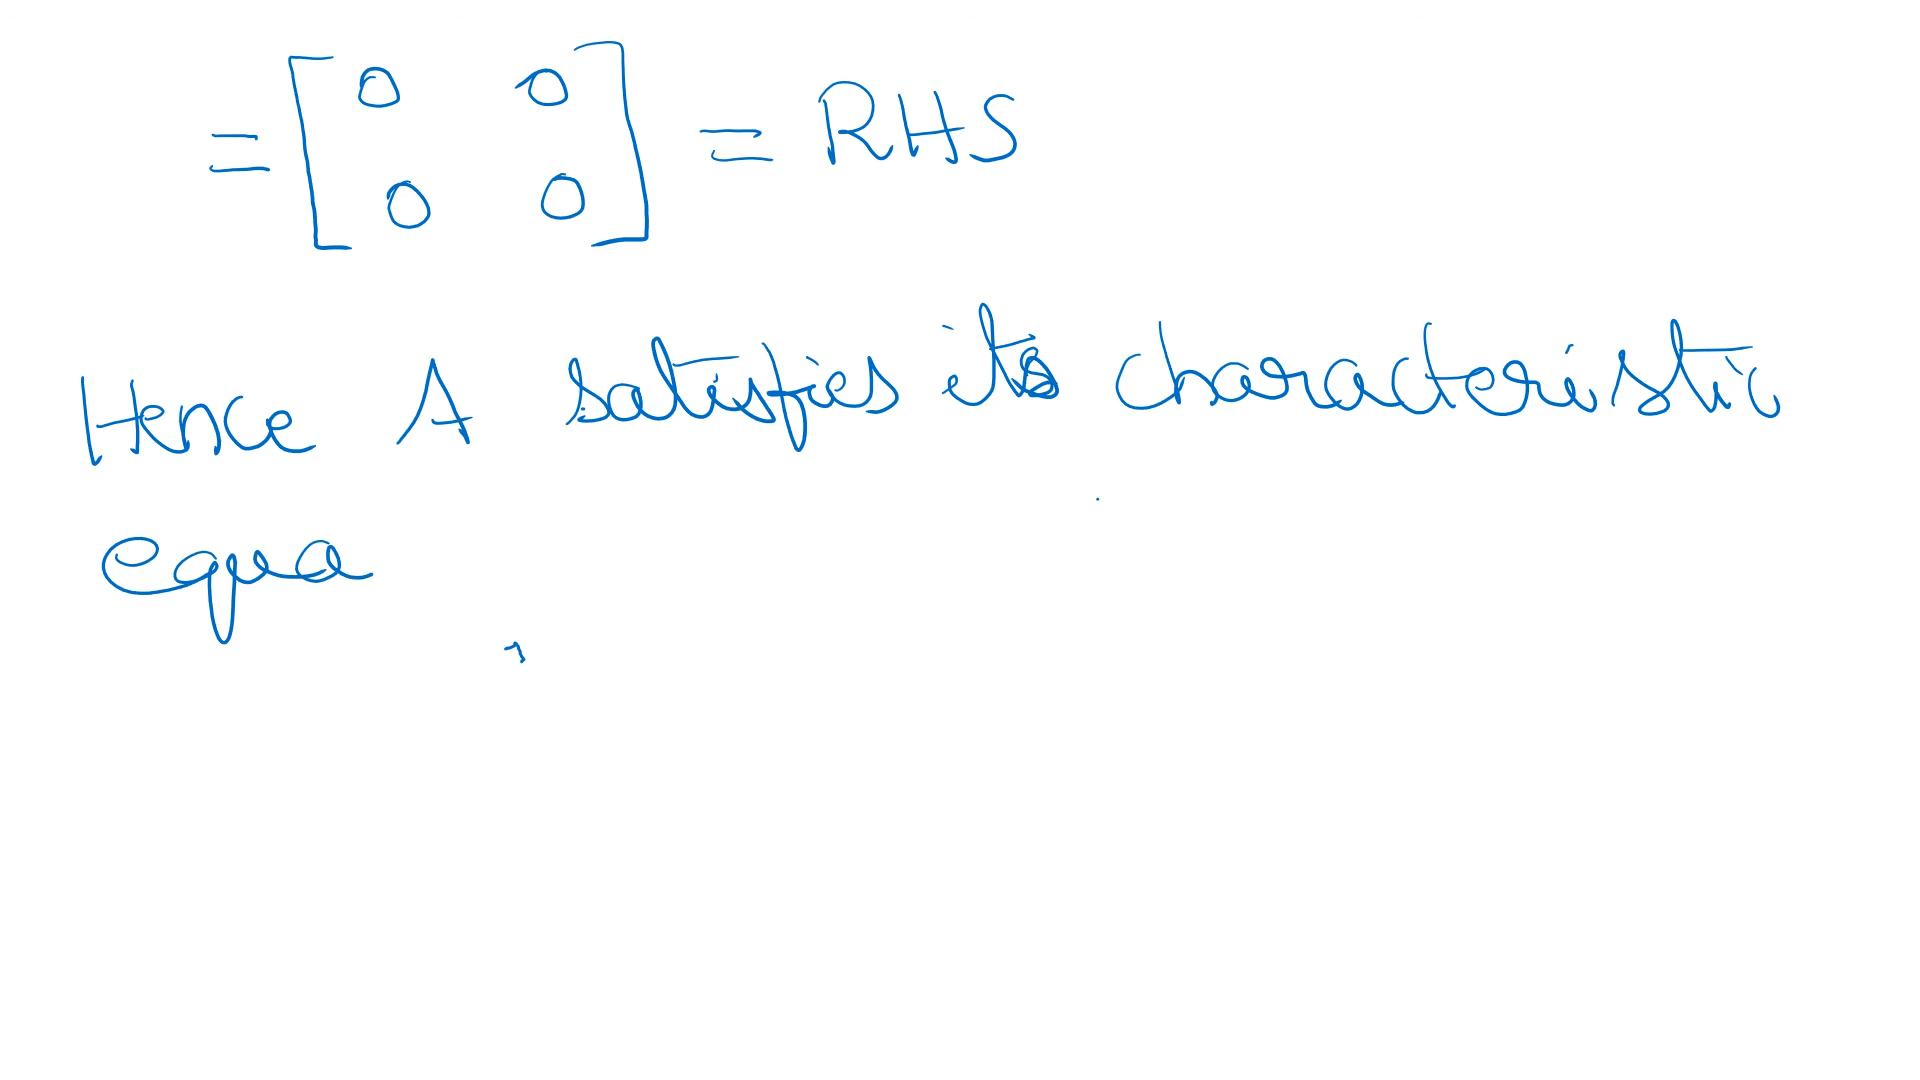 = [0 0
0 0] = RHS
Hence A satisfies its characteristic
equa